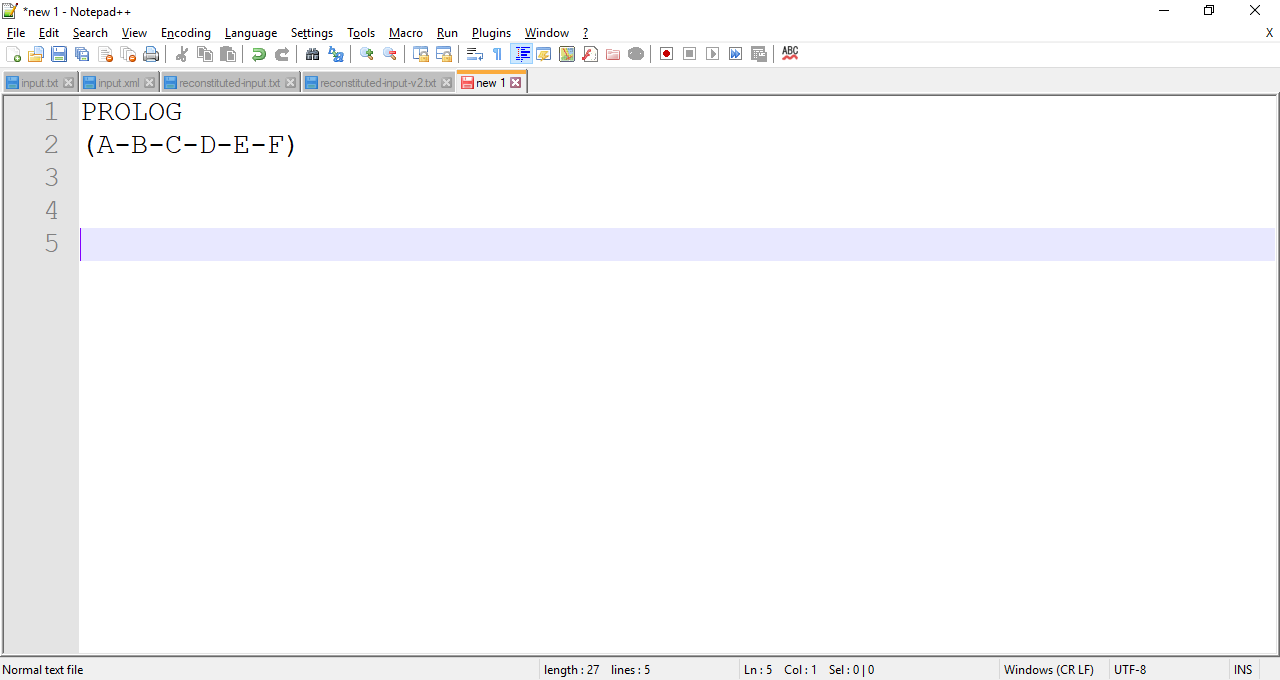 *new 1 - Notepad++
File Edit Search View Encoding Language Settings Tools Macro Run Plugins Window ? X
ABC
input.txt input.xml reconstituted-input.txt reconstituted-input-v2.txt new 1
1 PROLOG
2 (A-B-C-D-E-F)
3
4
5
Normal text file length : 27 lines : 5 Ln : 5 Col : 1 Sel : 0 | 0 Windows (CR LF) UTF-8 INS